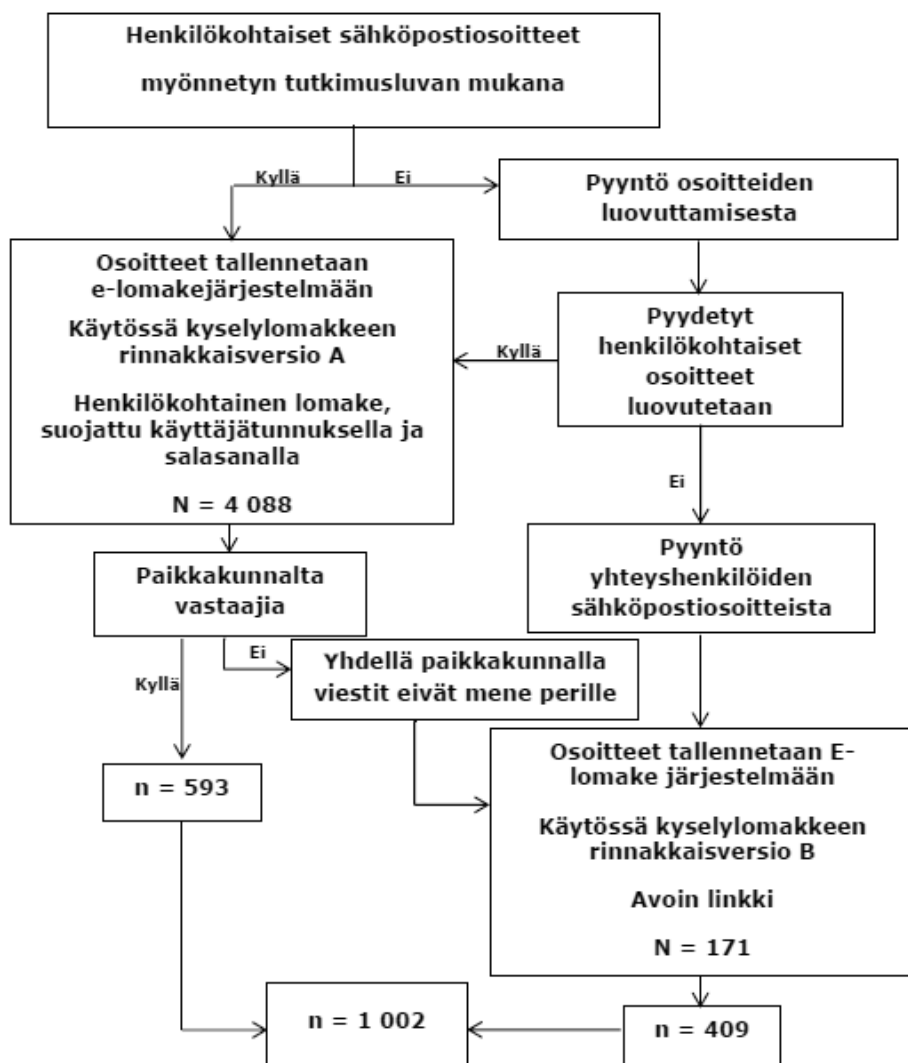 Henkilökohtaiset sähköpostiosoitteet
myönnetyn tutkimusluvan mukana
Kyllä
Ei
Pyyntö osoitteiden
luovuttamisesta
Osoitteet tallennetaan
e-lomakejärjestelmään
Käytössä kyselylomakkeen
rinnakkaisversio A
Henkilökohtainen lomake,
suojattu käyttäjätunnuksella ja
salasanalla
N = 4 088
Kyllä
Pyydetyt
henkilökohtaiset
osoitteet
luovutetaan
Ei
Paikkakunnalta
vastaajia
Pyyntö
yhteyshenkilöiden
sähköpostiosoitteista
Kyllä
Ei
Yhdellä paikkakunnalla
viestit eivät mene perille
n = 593
Osoitteet tallennetaan E-
lomake järjestelmään
Käytössä kyselylomakkeen
rinnakkaisversio B
Avoin linkki
N = 171
n = 1 002
n = 409